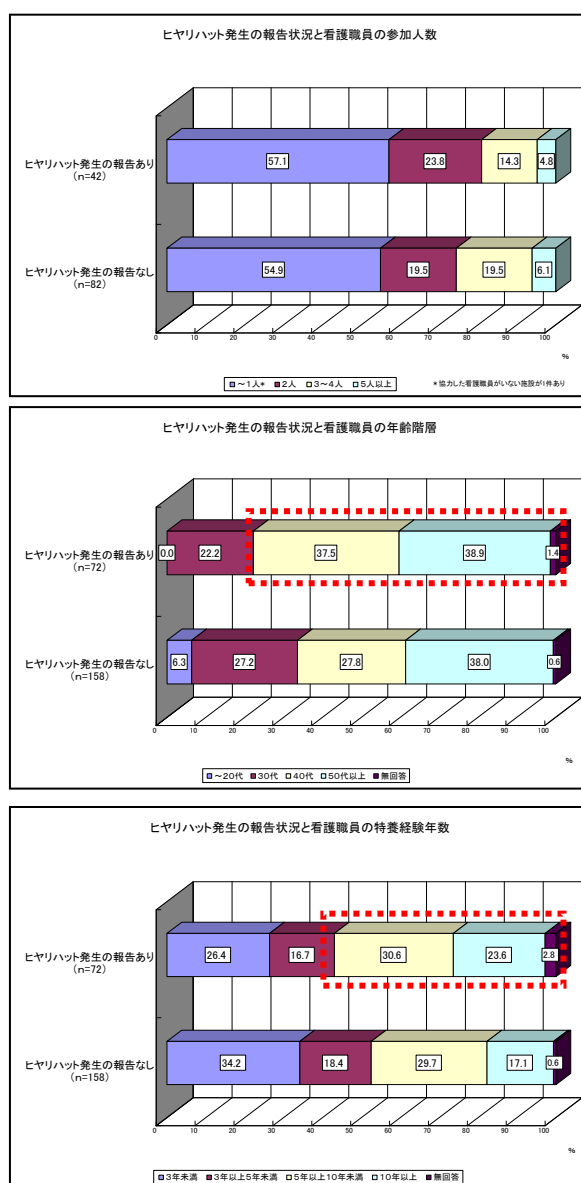 ヒヤリハット発生の報告状況と看護職員の参加人数
ヒヤリハット発生の報告あり
(n=42)
57.1 23.8 14.3 4.8
ヒヤリハット発生の報告なし
(n=82)
54.9 19.5 19.5 6.1
0 10 20 30 40 50 60 70 80 90 100
%
～1人* 2人 3～4人 5人以上
*協力した看護職員がいない施設が1件あり
ヒヤリハット発生の報告状況と看護職員の年齢階層
ヒヤリハット発生の報告あり
(n=72)
0.0 22.2 37.5 38.9 1.4
ヒヤリハット発生の報告なし
(n=158)
6.3 27.2 27.8 38.0 0.6
0 10 20 30 40 50 60 70 80 90 100
%
～20代 30代 40代 50代以上 無回答
ヒヤリハット発生の報告状況と看護職員の特養経験年数
ヒヤリハット発生の報告あり
(n=72)
26.4 16.7 30.6 23.6 2.8
ヒヤリハット発生の報告なし
(n=158)
34.2 18.4 29.7 17.1 0.6
0 10 20 30 40 50 60 70 80 90 100
%
3年未満 3年以上5年未満 5年以上10年未満 10年以上 無回答